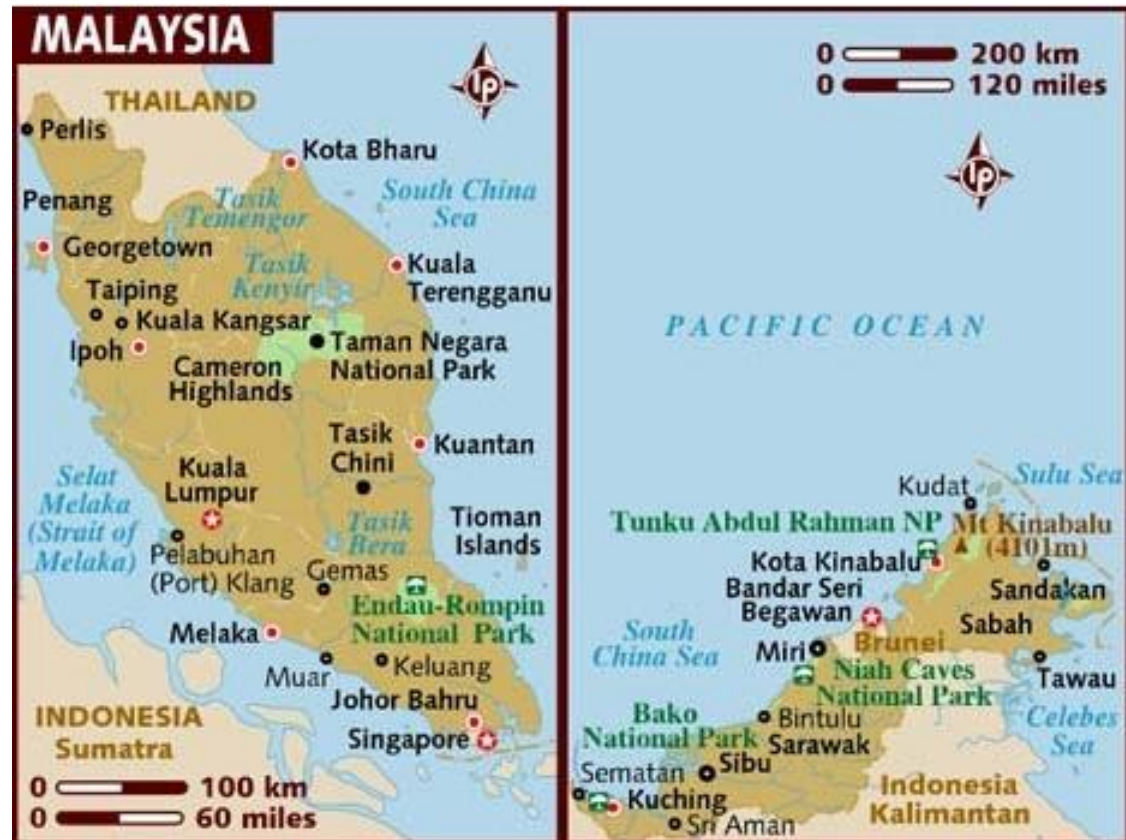 MALAYSIA
THAILAND
Perlis
Kota Bharu
Penang
Tasik
Temengor
South China
Sea
Georgetown
Tasik
Kenyir
Kuala
Terengganu
Taiping
Kuala Kangsar
Ipoh
Taman Negara
National Park
Cameron
Highlands
Tasik
Chini
Kuantan
Selat
Melaka
(Strait of
Melaka)
Kuala
Lumpur
Tasik
Bera
Tioman
Islands
Pelabuhan
(Port) Klang
Gemas
Endau-Rompin
National Park
Melaka
Muar
Keluang
Johor Bahru
Singapore
INDONESIA
Sumatra
0 100 km
0 60 miles
lp
0 200 km
0 120 miles
lp
PACIFIC OCEAN
Sulu Sea
Kudat
Tunku Abdul Rahman NP
Mt Kinabalu
(4101m)
Kota Kinabalu
Bandar Seri
Begawan
Sandakan
Sabah
South
China Sea
Brunei
Miri
Niah Caves
National Park
Tawau
Celebes
Sea
Bako
National Park
Bintulu
Sarawak
Sibu
Sematan
Kuching
Sri Aman
Indonesia
Kalimantan